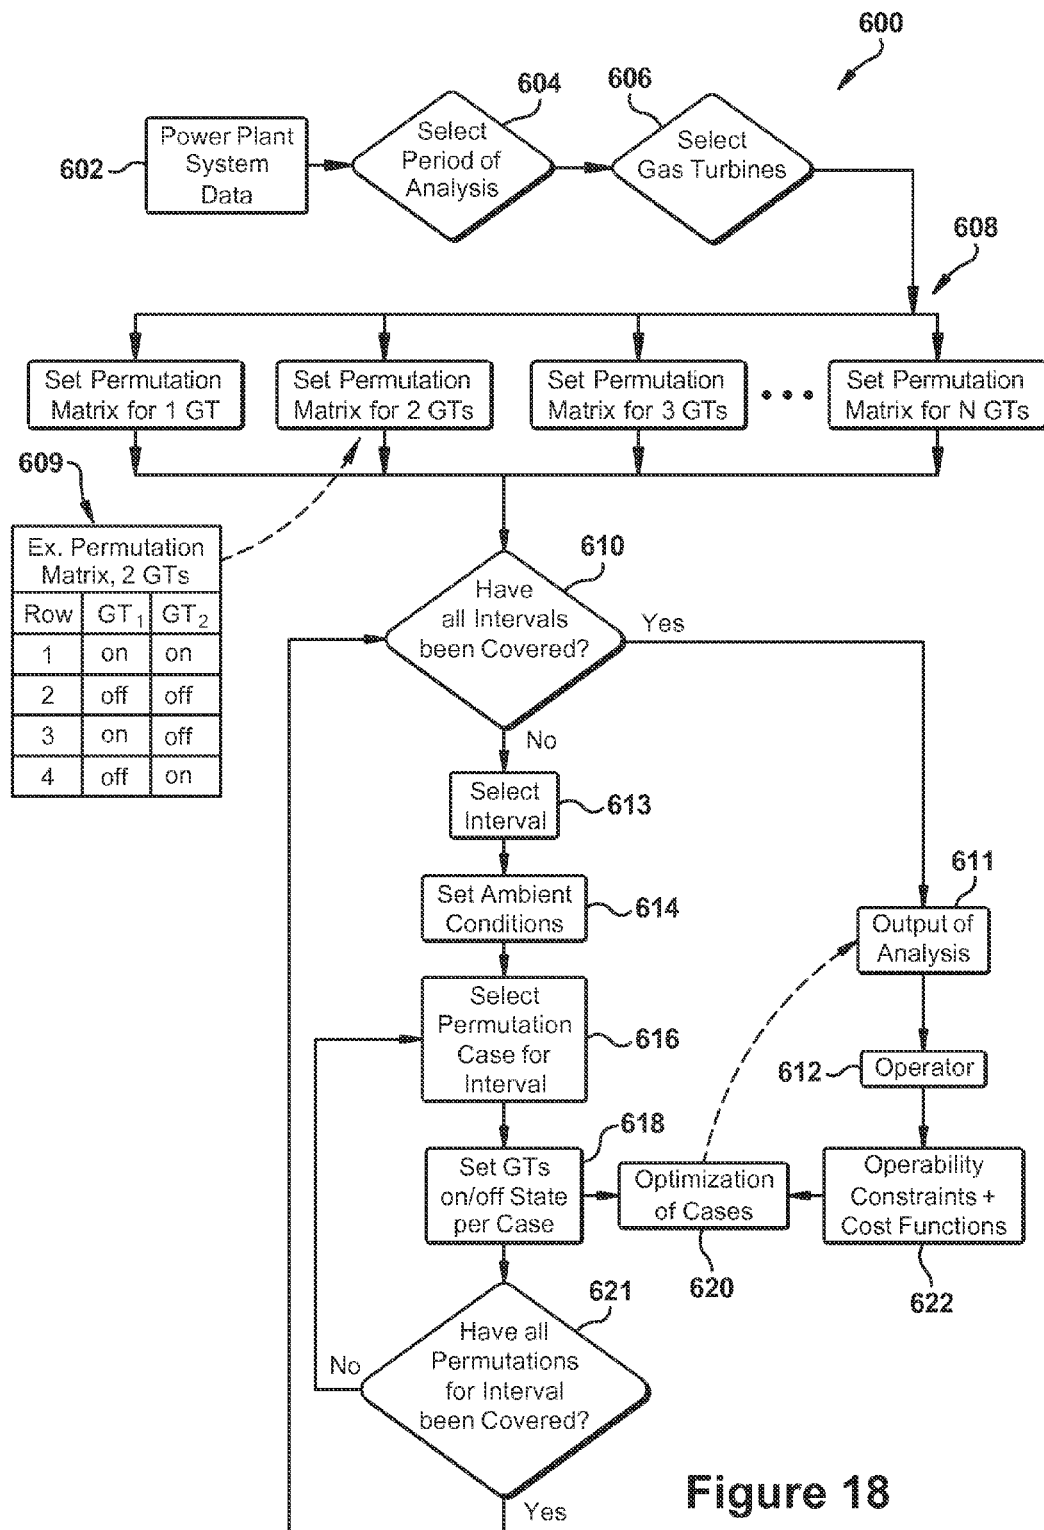 600
604
606
Power Plant
System
Data
602
Select
Period of
Analysis
Select
Gas Turbines
608
Set Permutation
Matrix for 1 GT
Set Permutation
Matrix for 2 GTs
Set Permutation
Matrix for 3 GTs
•••
Set Permutation
Matrix for N GTs
609
Ex. Permutation
Matrix, 2 GTs
Row GT1 GT2
1 on on
2 off off
3 on off
4 off on
610
Have
all Intervals
been Covered?
Yes
No
Select
Interval
613
Set Ambient
Conditions
614
611
Output of
Analysis
Select
Permutation
Case for
Interval
616
612
Operator
618
Set GTs
on/off State
per Case
Optimization
of Cases
620
Operability
Constraints +
Cost Functions
622
621
Have all
Permutations
for Interval
been Covered?
No
Yes
Figure 18